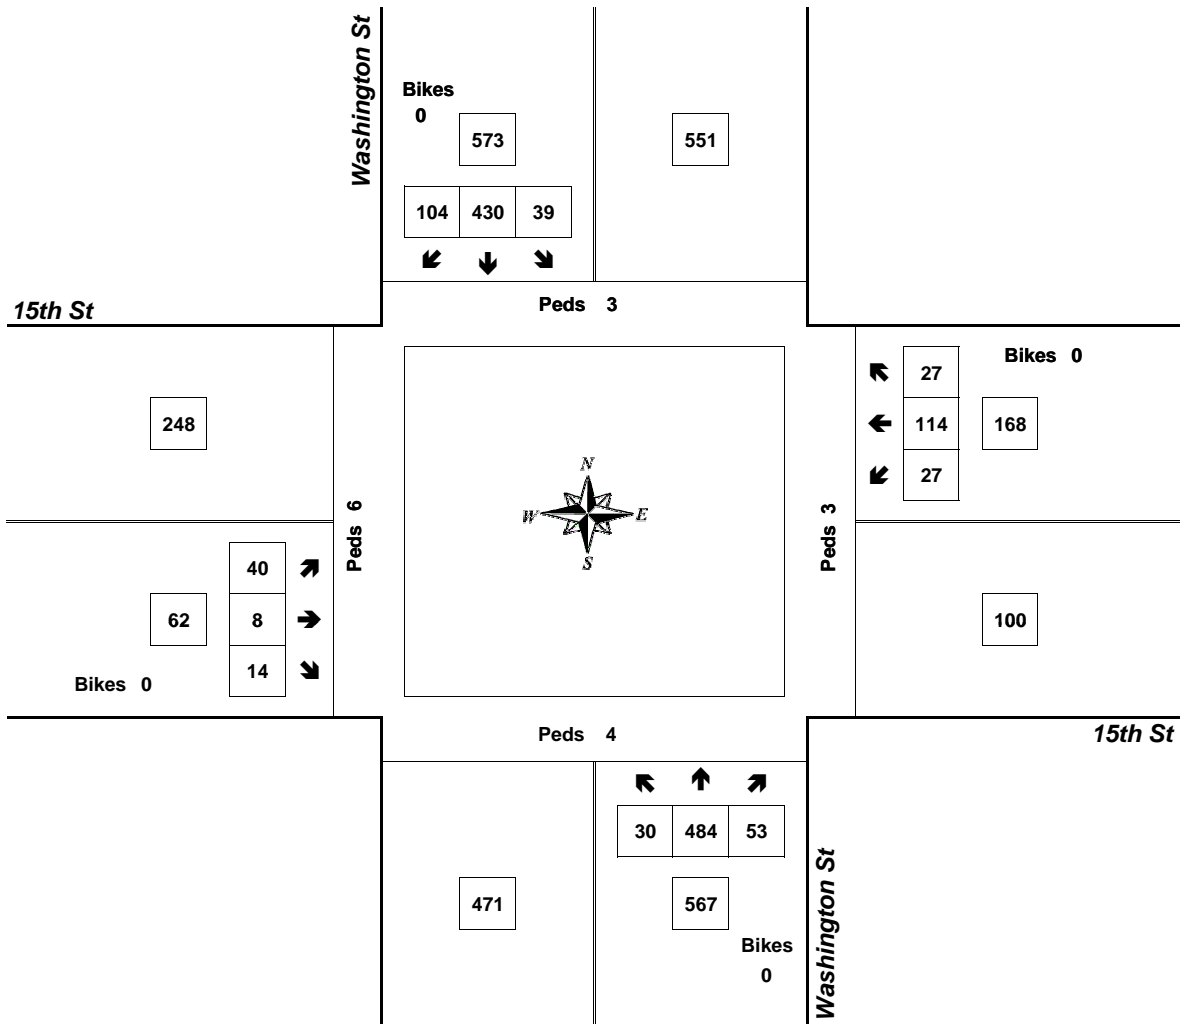 Washington St
Bikes
0
573
551
104 430 39
15th St
Peds 3
Bikes 0
27
248
114 168
27
N
W E
S
Peds 6
Peds 3
40
62 8
100
14
Bikes 0
Peds 4
15th St
30 484 53
471
567
Bikes
0
Washington St